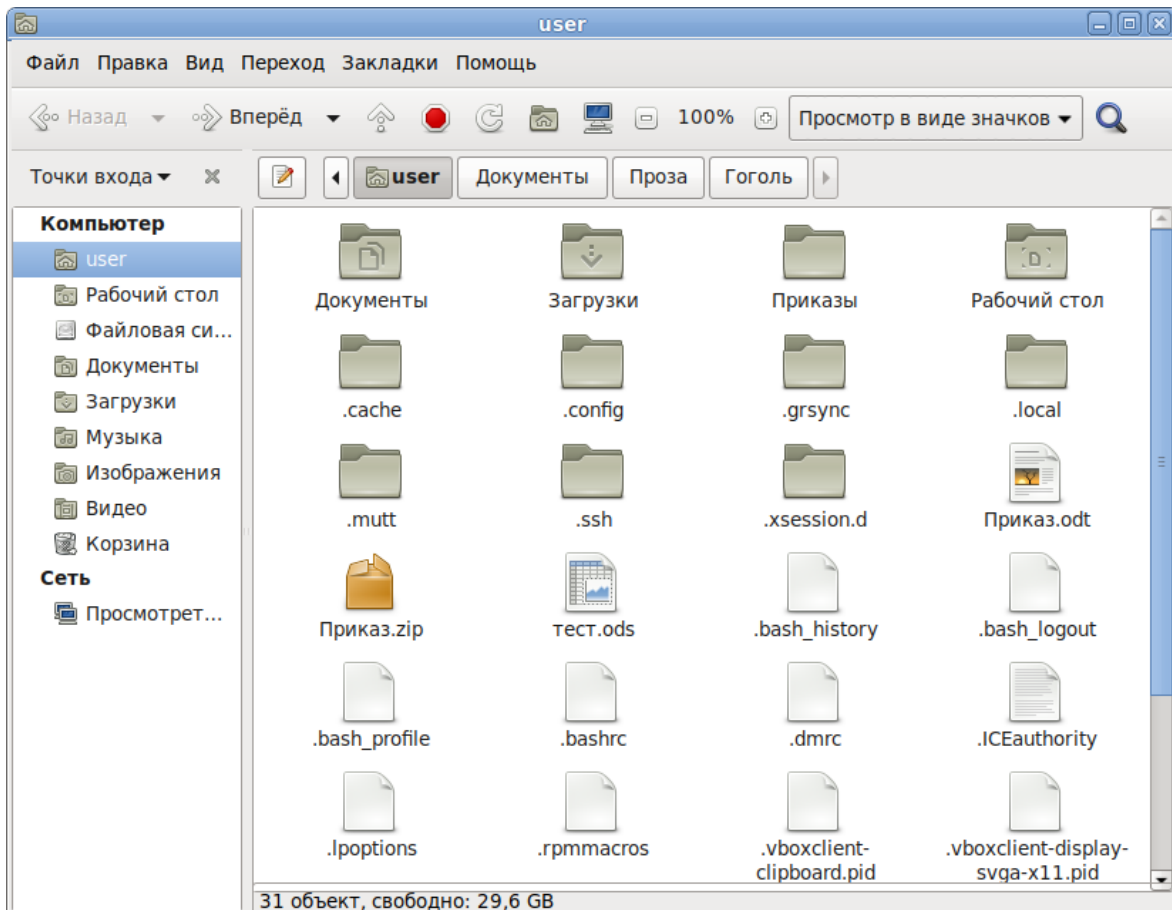 user
Файл Правка Вид Переход Закладки Помощь
Назад Вперёд 100% Просмотр в виде значков
Точки входа user Документы Проза Гоголь
Компьютер
user
Рабочий стол
Файловая си...
Документы
Загрузки
Музыка
Изображения
Видео
Корзина
Сеть
Просмотрет...
Документы Загрузки Приказы Рабочий стол
.cache .config .grsync .local
.mutt .ssh .xsession.d Приказ.odt
Приказ.zip тест.ods .bash_history .bash_logout
.bash_profile .bashrc .dmrc .ICEauthority
.lpoptions .rpmmacros .vboxclient- .vboxclient-display-
clipboard.pid svga-x11.pid
31 объект, свободно: 29,6 GB